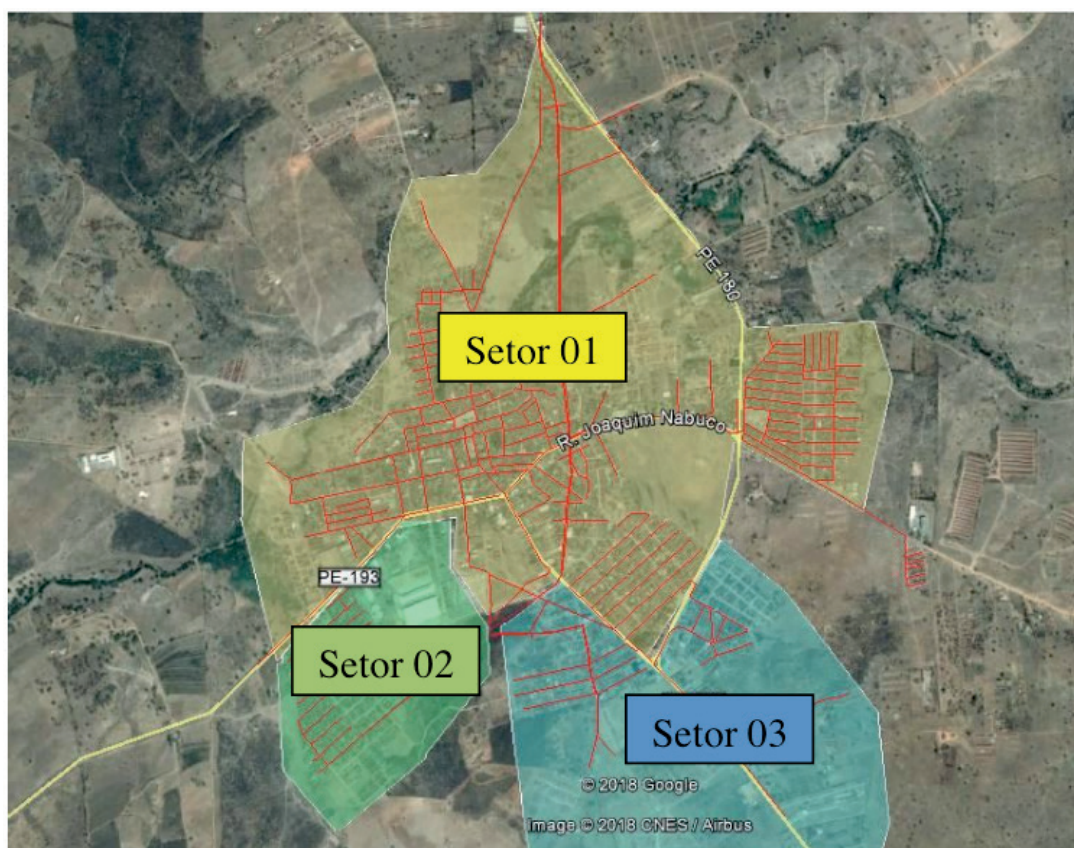 PE-180
Setor 01
R. Joaquim Nabuco
PE-193
Setor 02
Setor 03
© 2018 Google
Image © 2018 CNES / Airbus